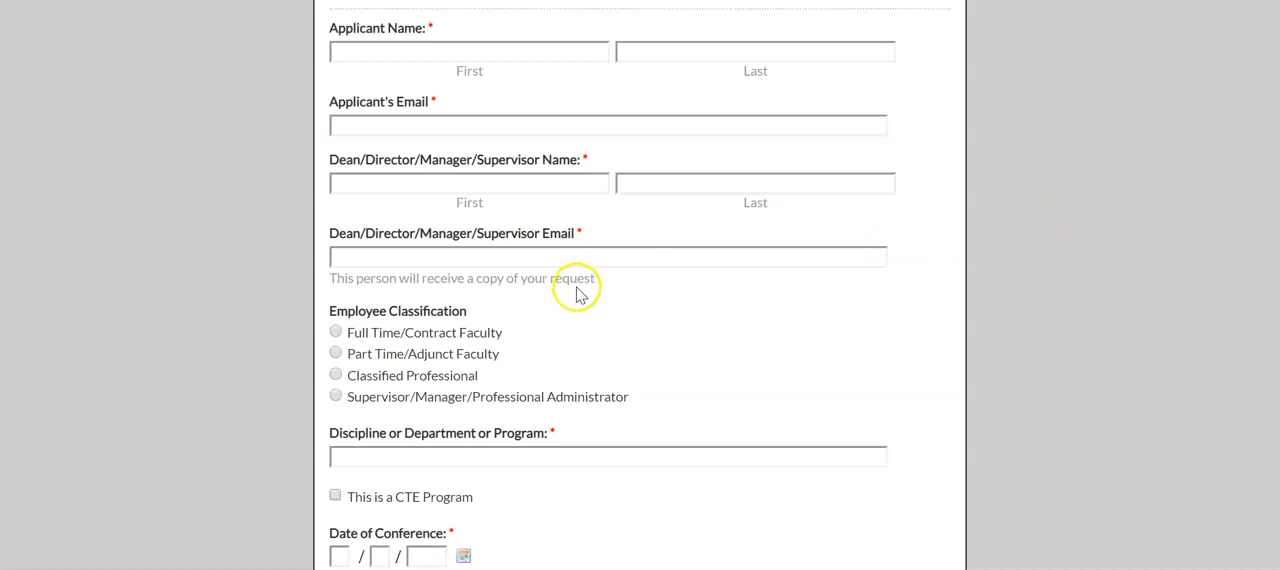 Applicant Name: *
First Last
Applicant's Email *
Dean/Director/Manager/Supervisor Name: *
First Last
Dean/Director/Manager/Supervisor Email *
This person will receive a copy of your request
Employee Classification
Full Time/Contract Faculty
Part Time/Adjunct Faculty
Classified Professional
Supervisor/Manager/Professional Administrator
Discipline or Department or Program: *
This is a CTE Program
Date of Conference: *
/ /